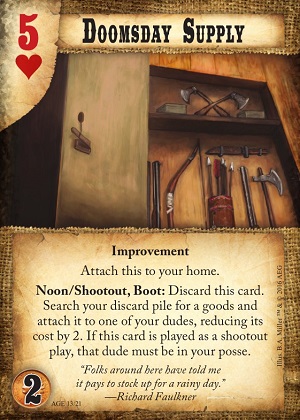 5
Doomsday Supply
Improvement
Attach this to your home.
Noon/Shootout, Boot: Discard this card.
Search your discard pile for a goods and
attach it to one of your dudes, reducing its
cost by 2. If this card is played as a shootout
play, that dude must be in your posse.
"Folks around here have told me
it pays to stock up for a rainy day."
—Richard Faulkner
2
AGE 13/21